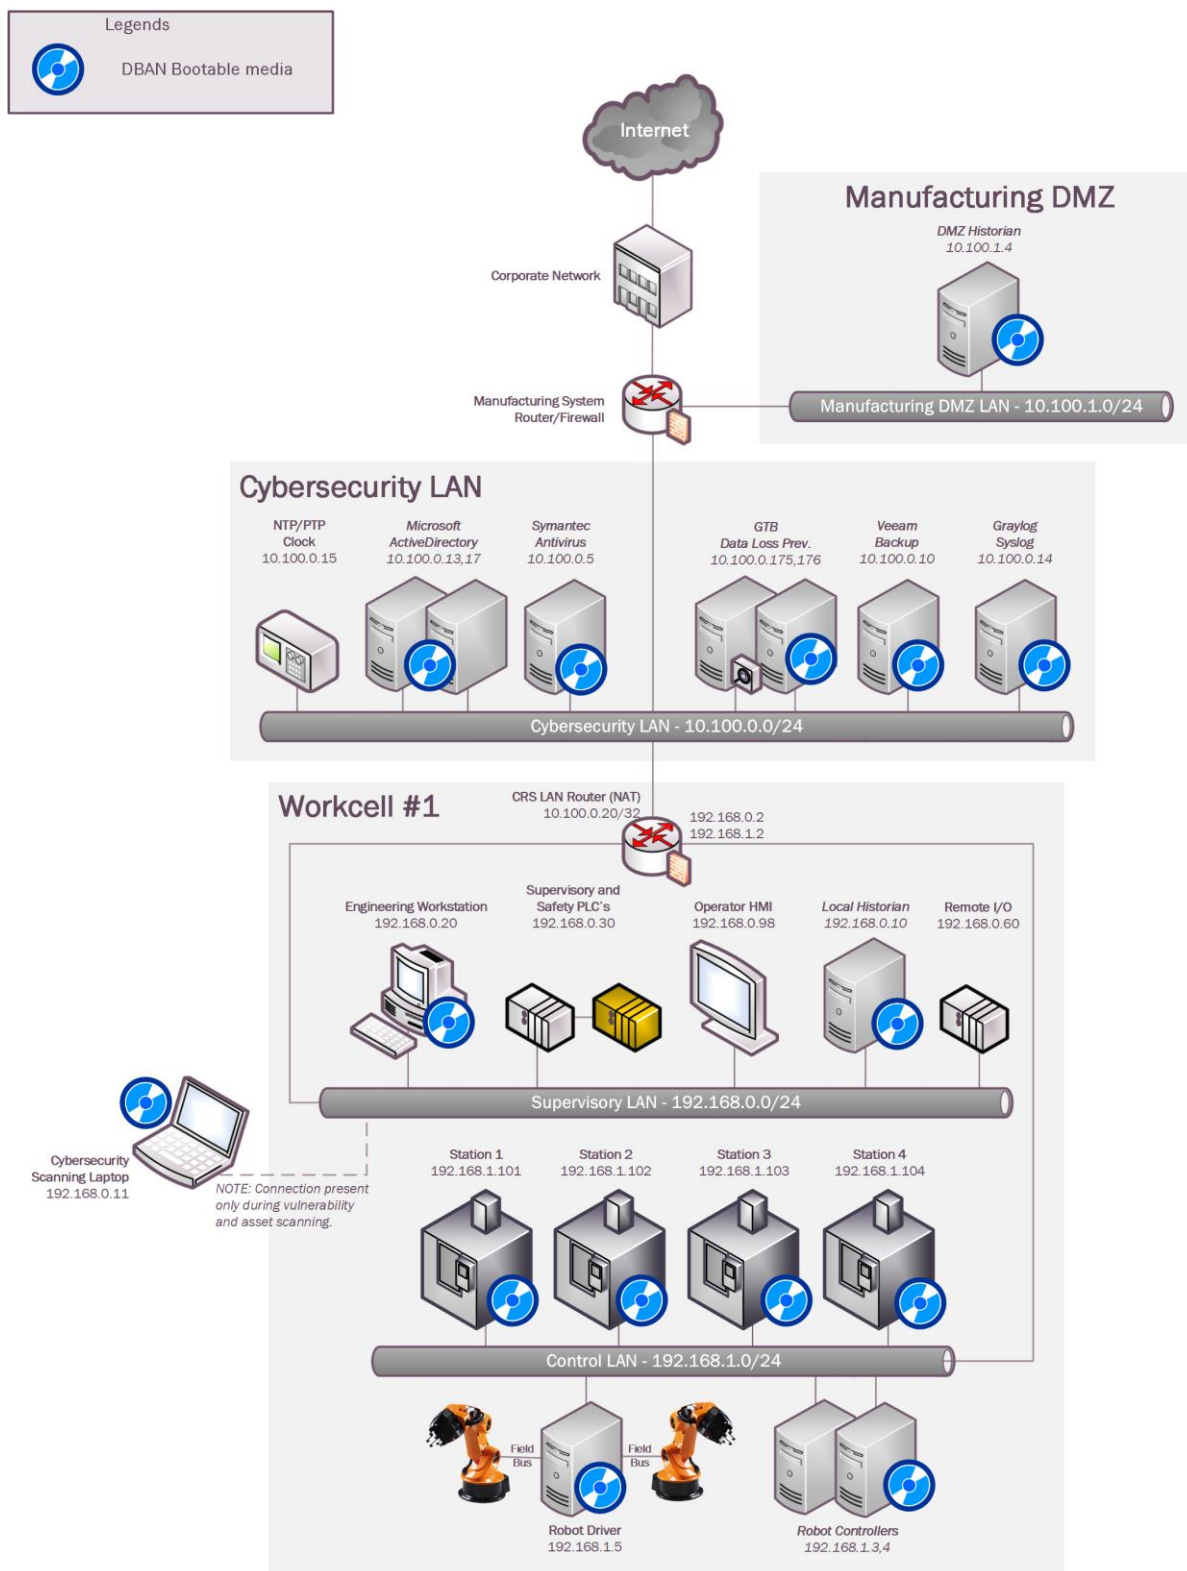 Legends
DBAN Bootable media
Internet
Manufacturing DMZ
DMZ Historian
10.100.1.4
Corporate Network
Manufacturing System
Router/Firewall
Manufacturing DMZ LAN - 10.100.1.0/24
Cybersecurity LAN
NTP/PTP
Clock
10.100.0.15
Microsoft
ActiveDirectory
10.100.0.13,17
Symantec
Antivirus
10.100.0.5
GTB
Data Loss Prev.
10.100.0.175,176
Veeam
Backup
10.100.0.10
Graylog
Syslog
10.100.0.14
Cybersecurity LAN - 10.100.0.0/24
Workcell #1
CRS LAN Router (NAT)
10.100.0.20/32
192.168.0.2
192.168.1.2
Engineering Workstation
192.168.0.20
Supervisory and
Safety PLC's
192.168.0.30
Operator HMI
192.168.0.98
Local Historian
192.168.0.10
Remote I/O
192.168.0.60
Supervisory LAN - 192.168.0.0/24
Cybersecurity
Scanning Laptop
192.168.0.11
NOTE: Connection present
only during vulnerability
and asset scanning.
Station 1
192.168.1.101
Station 2
192.168.1.102
Station 3
192.168.1.103
Station 4
192.168.1.104
Control LAN - 192.168.1.0/24
Field
Bus
Field
Bus
Robot Driver
192.168.1.5
Robot Controllers
192.168.1.3,4